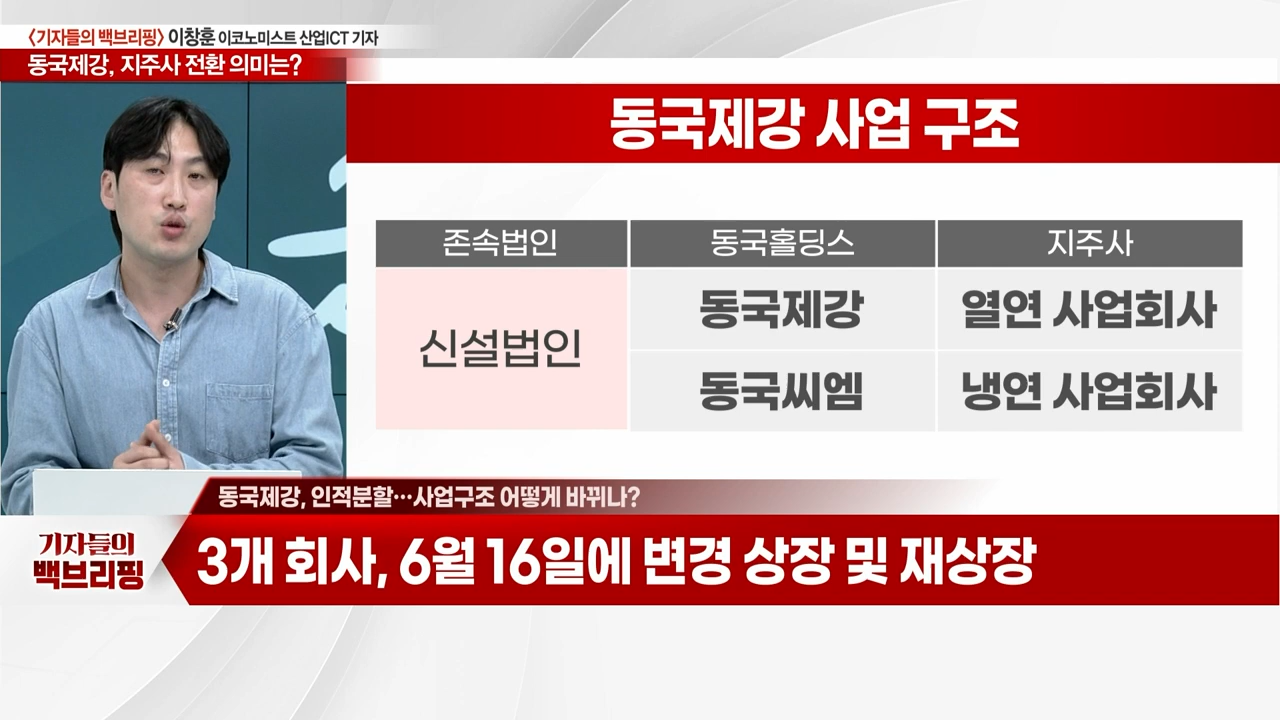 <기자들의 백브리핑> 이창훈 이코노미스트 산업ICT 기자
동국제강, 지주사 전환 의미는?
동국제강 사업 구조
존속법인 동국홀딩스 지주사
신설법인
동국제강 열연 사업회사
동국씨엠 냉연 사업회사
동국제강, 인적분할…사업구조 어떻게 바뀌나?
기자들의
백브리핑
3개 회사, 6월 16일에 변경 상장 및 재상장